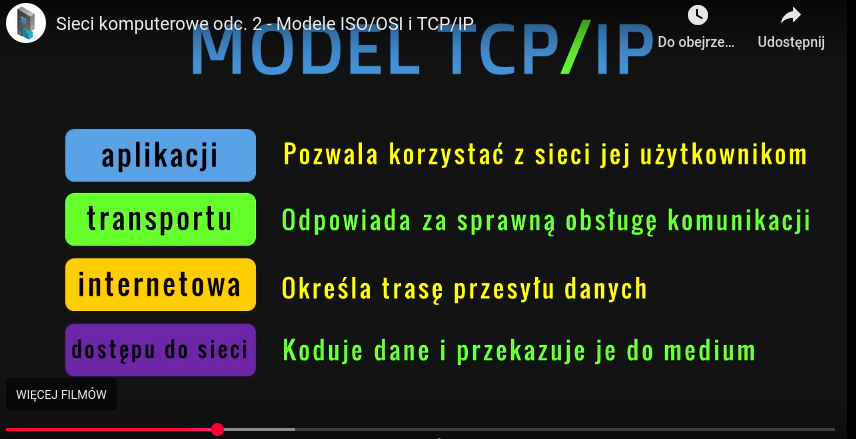 Sieci komputerowe odc. 2 - Modele ISO/OSI i TCP/IP
Do obejrze...
Udostępnij
MODEL TCP/IP
aplikacji
Pozwala korzystać z sieci jej użytkownikom
transportu
Odpowiada za sprawną obsługę komunikacji
internetowa
Określa trasę przesyłu danych
dostępu do sieci
Koduje dane i przekazuje je do medium
WIĘCEJ FILMÓW